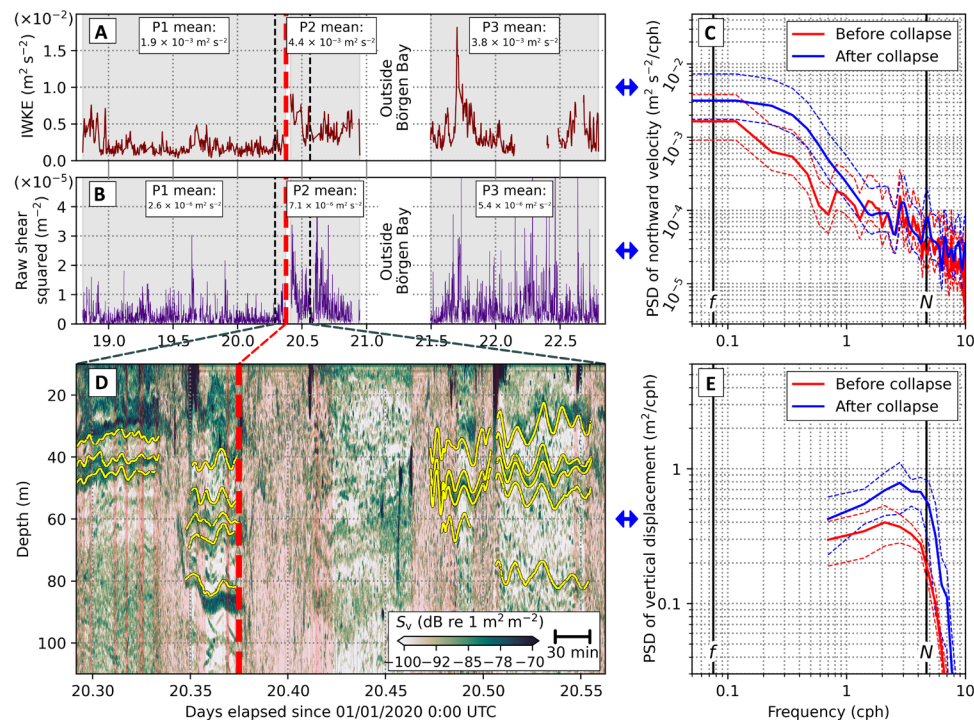 (×10⁻²)
A
P1 mean:
1.9 × 10⁻³ m² s⁻²
P2 mean:
4.4 × 10⁻³ m² s⁻²
P3 mean:
3.8 × 10⁻³ m² s⁻²
IWKE (m² s⁻²)
1.5
1.0
0.5
0.0
Outside
Börgen Bay
(×10⁻⁵)
B
P1 mean:
2.6 × 10⁻⁶ m² s⁻²
P2 mean:
7.1 × 10⁻⁶ m² s⁻²
P3 mean:
5.4 × 10⁻⁶ m² s⁻²
Raw shear
squared (m⁻²)
4
3
2
1
0
Outside
Börgen Bay
19.0 19.5 20.0 20.5 21.0 21.5 22.0 22.5
C
Before collapse
After collapse
PSD of northward velocity (m² s⁻²/cph)
10⁻²
10⁻³
10⁻⁴
10⁻⁵
f
N
0.1 1 10
D
Depth (m)
20
40
60
80
100
Sᵥ (dB re 1 m² m⁻²)
−100 −92 −85 −78 −70
30 min
20.30 20.35 20.40 20.45 20.50 20.55
Days elapsed since 01/01/2020 0:00 UTC
E
Before collapse
After collapse
PSD of vertical displacement (m²/cph)
1
0.1
f
N
0.1 1 10
Frequency (cph)